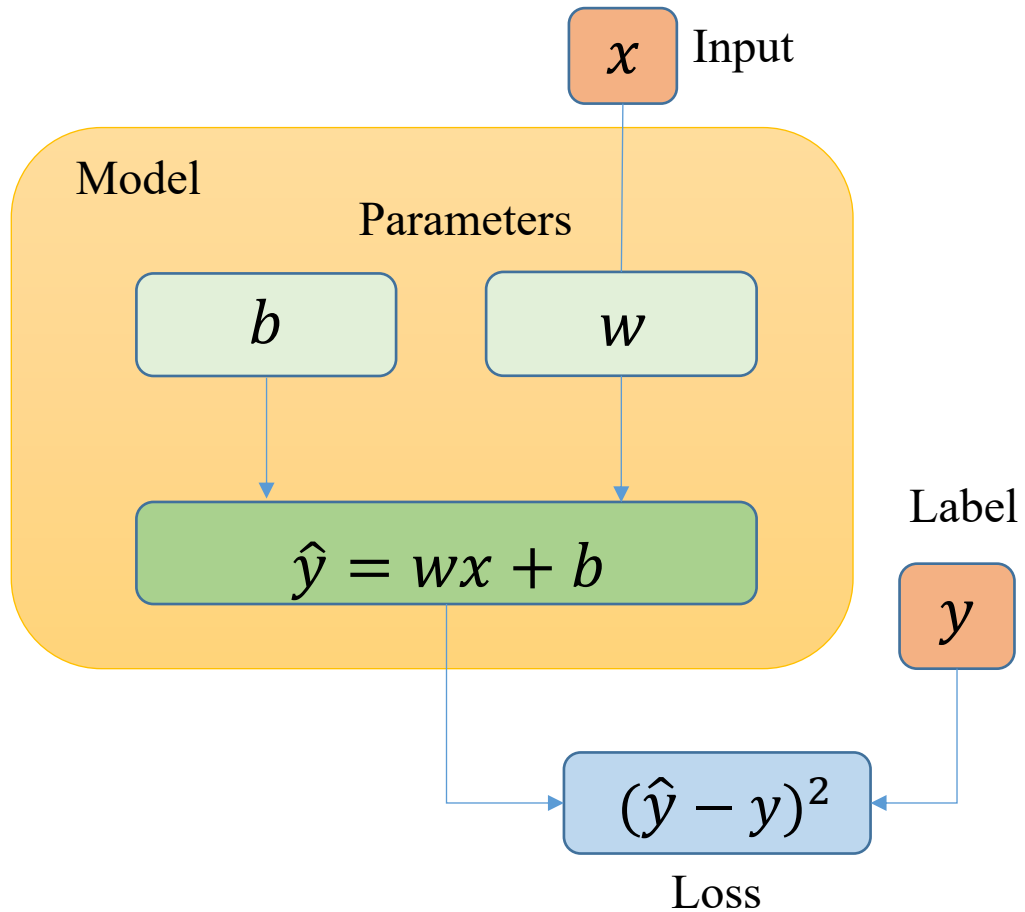 x Input
Model
Parameters
b
w
ŷ = wx + b
Label
y
(ŷ − y)²
Loss